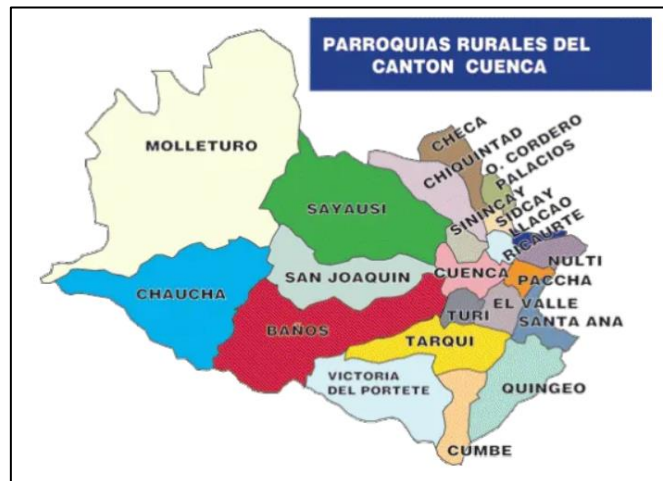 PARROQUIAS RURALES DEL
CANTON CUENCA
MOLLETURO
CHECA
CHIQUINTAD
O. CORDERO
PALACIOS
SAYAUSI
SININCAY
SIDCAY
LLACAO
RICAURTE
NULTI
SAN JOAQUIN
CUENCA
PACCHA
CHAUCHA
EL VALLE
TURI
SANTA ANA
BAÑOS
TARQUI
VICTORIA
DEL PORTETE
QUINGEO
CUMBE